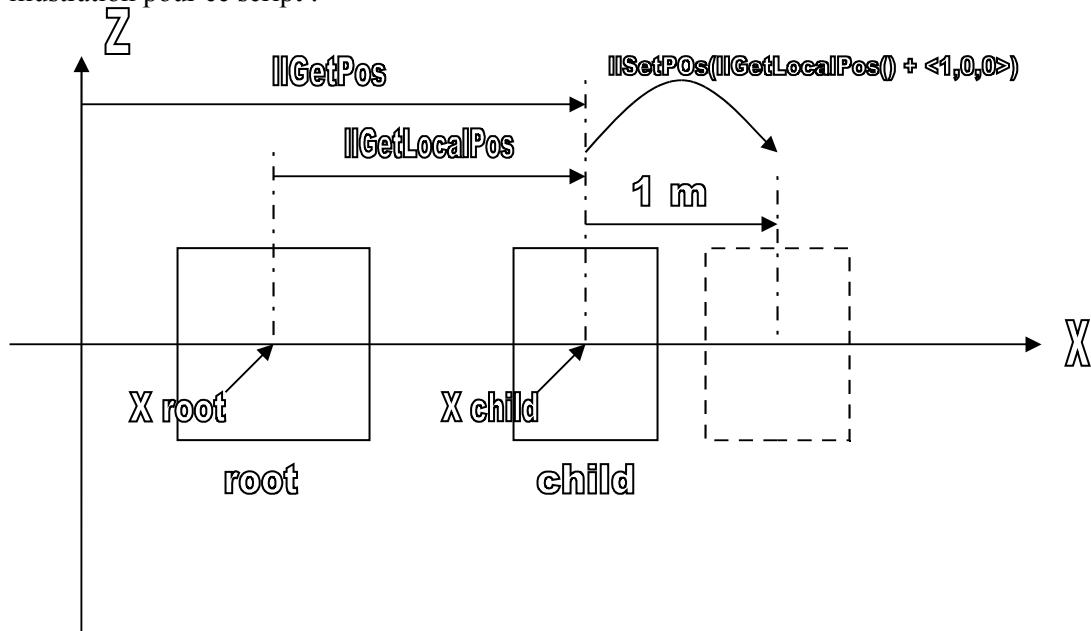 illustration pour ce script :
Z
llGetPos
llSetPOs(llGetLocalPos() + <1,0,0>)
llGetLocalPos
1 m
X
X root
X child
root
child